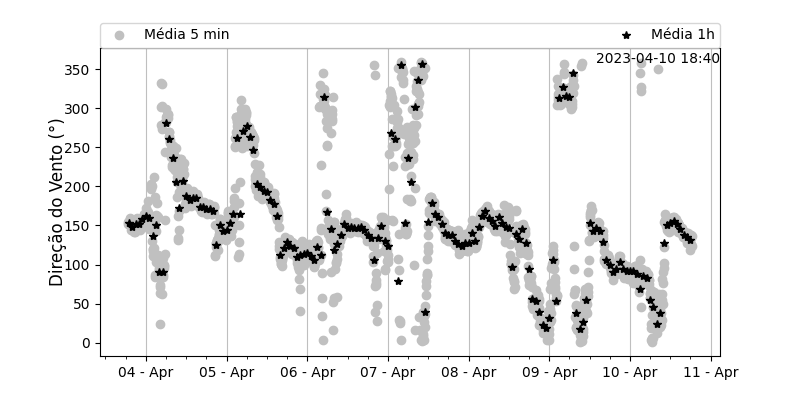 Média 5 min
Média 1h
2023-04-10 18:40
Direção do Vento (°)
350
300
250
200
150
100
50
0
04 - Apr
05 - Apr
06 - Apr
07 - Apr
08 - Apr
09 - Apr
10 - Apr
11 - Apr